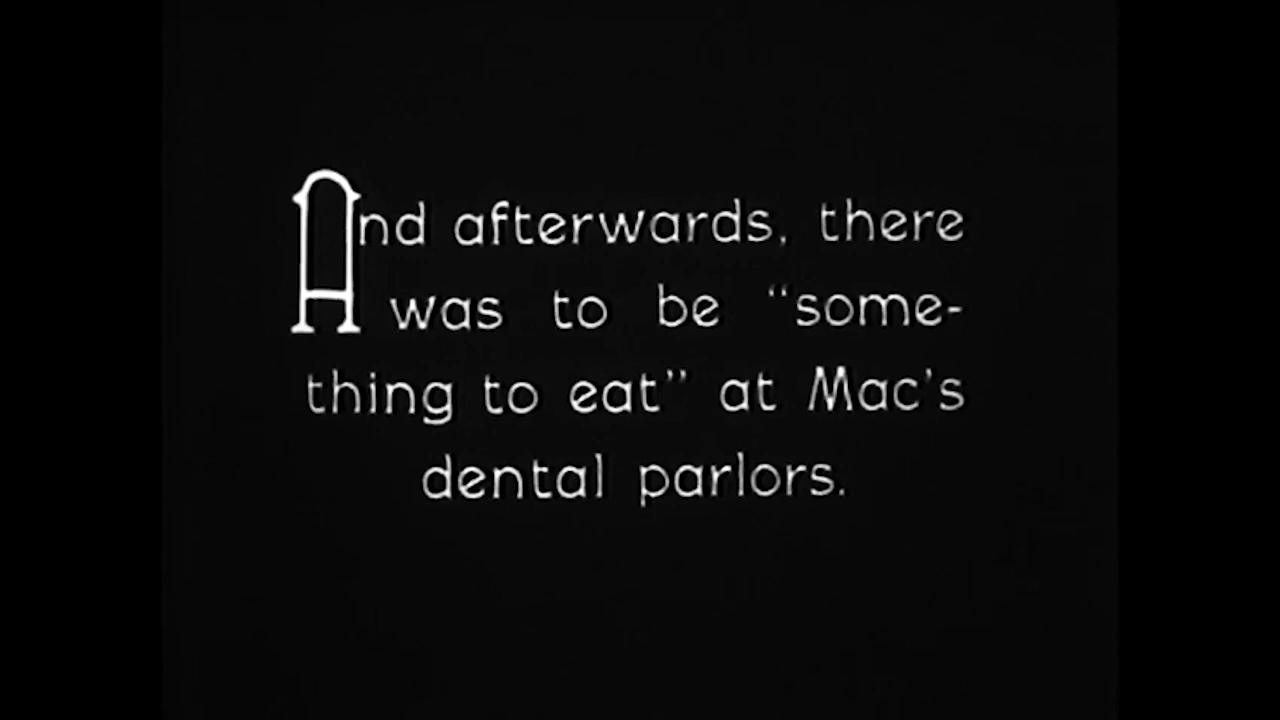 And afterwards, there
was to be “some-
thing to eat” at Mac's
dental parlors.